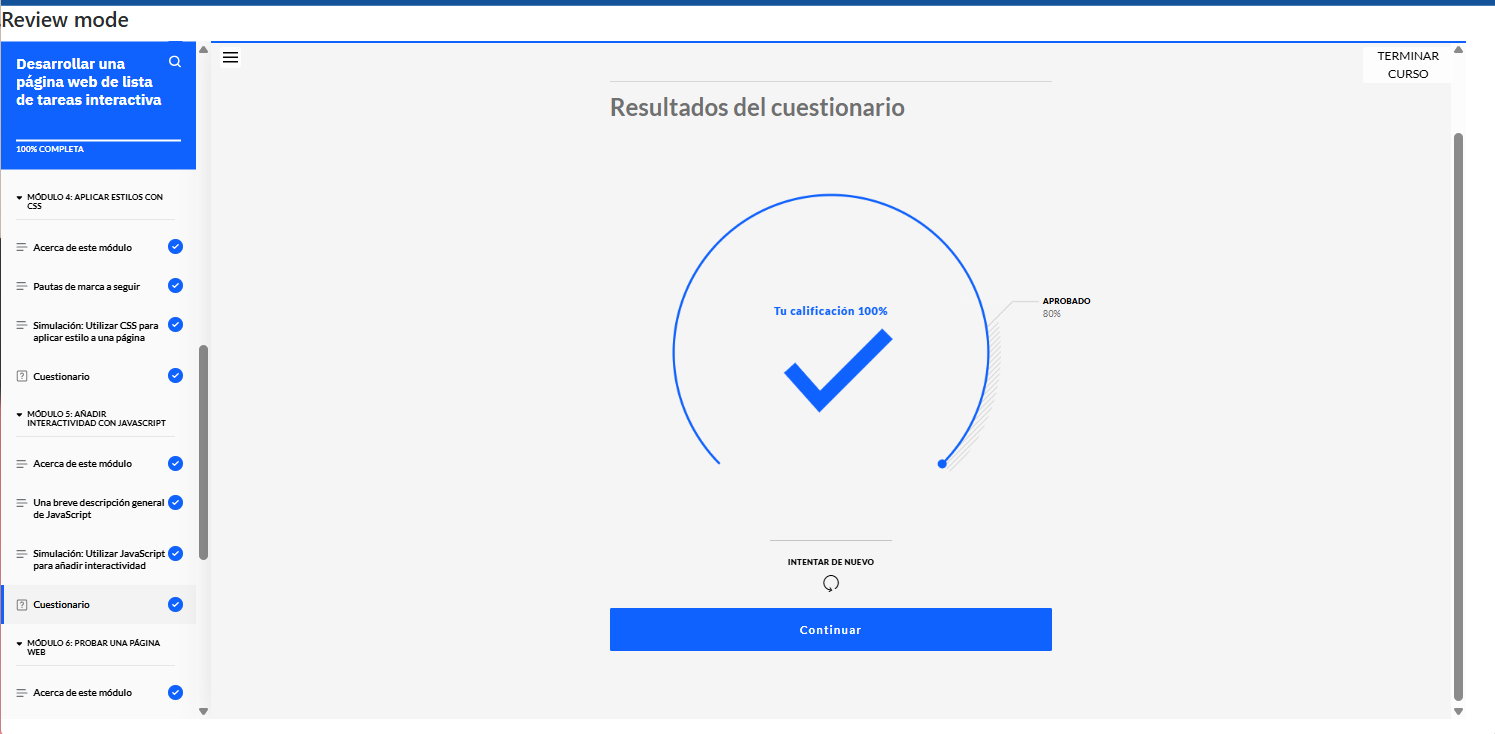 Review mode
Desarrollar una
página web de lista
de tareas interactiva
100% COMPLETA
MÓDULO 4: APLICAR ESTILOS CON
CSS
Acerca de este módulo
Pautas de marca a seguir
Simulación: Utilizar CSS para
aplicar estilo a una página
Cuestionario
MÓDULO 5: AÑADIR
INTERACTIVIDAD CON JAVASCRIPT
Acerca de este módulo
Una breve descripción general
de JavaScript
Simulación: Utilizar JavaScript
para añadir interactividad
Cuestionario
MÓDULO 6: PROBAR UNA PÁGINA
WEB
Acerca de este módulo
TERMINAR
CURSO
Resultados del cuestionario
Tu calificación 100%
APROBADO
80%
INTENTAR DE NUEVO
Continuar